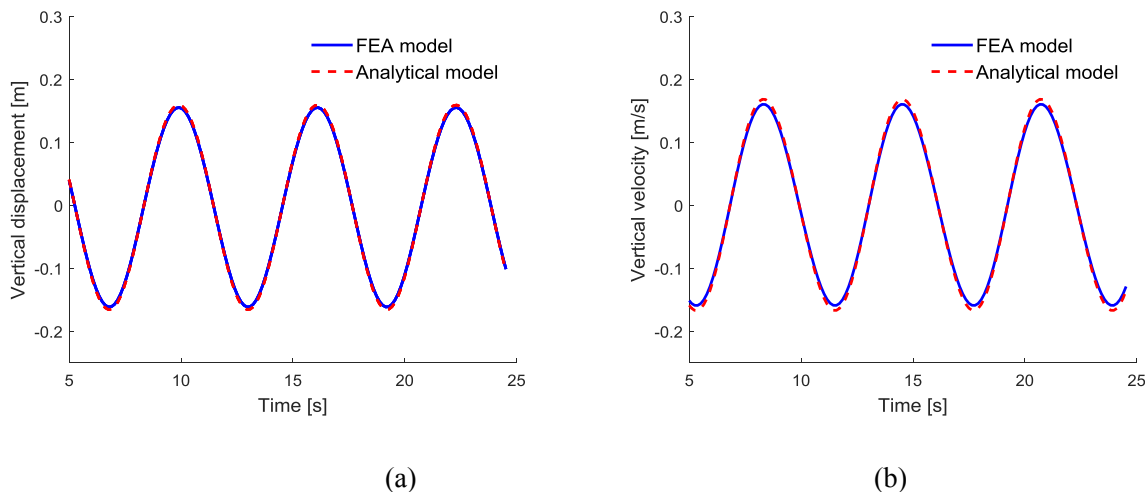 0.3
0.2
0.1
0
-0.1
-0.2
5
10
15
20
25
Vertical displacement [m]
Time [s]
FEA model
Analytical model
(a)
0.3
0.2
0.1
0
-0.1
-0.2
5
10
15
20
25
Vertical velocity [m/s]
Time [s]
FEA model
Analytical model
(b)